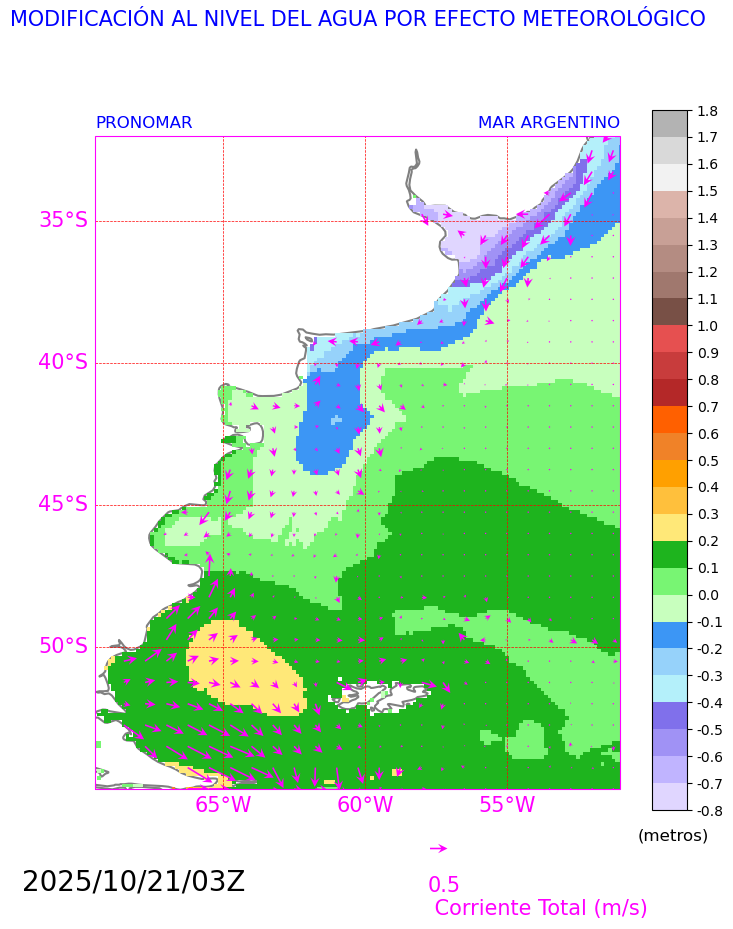 MODIFICACIÓN AL NIVEL DEL AGUA POR EFECTO METEOROLÓGICO
PRONOMAR MAR ARGENTINO
1.8
1.7
1.6
1.5
1.4
1.3
1.2
1.1
1.0
0.9
0.8
0.7
0.6
0.5
0.4
0.3
0.2
0.1
0.0
-0.1
-0.2
-0.3
-0.4
-0.5
-0.6
-0.7
-0.8
(metros)
35°S
40°S
45°S
50°S
65°W 60°W 55°W
2025/10/21/03Z
0.5
Corriente Total (m/s)